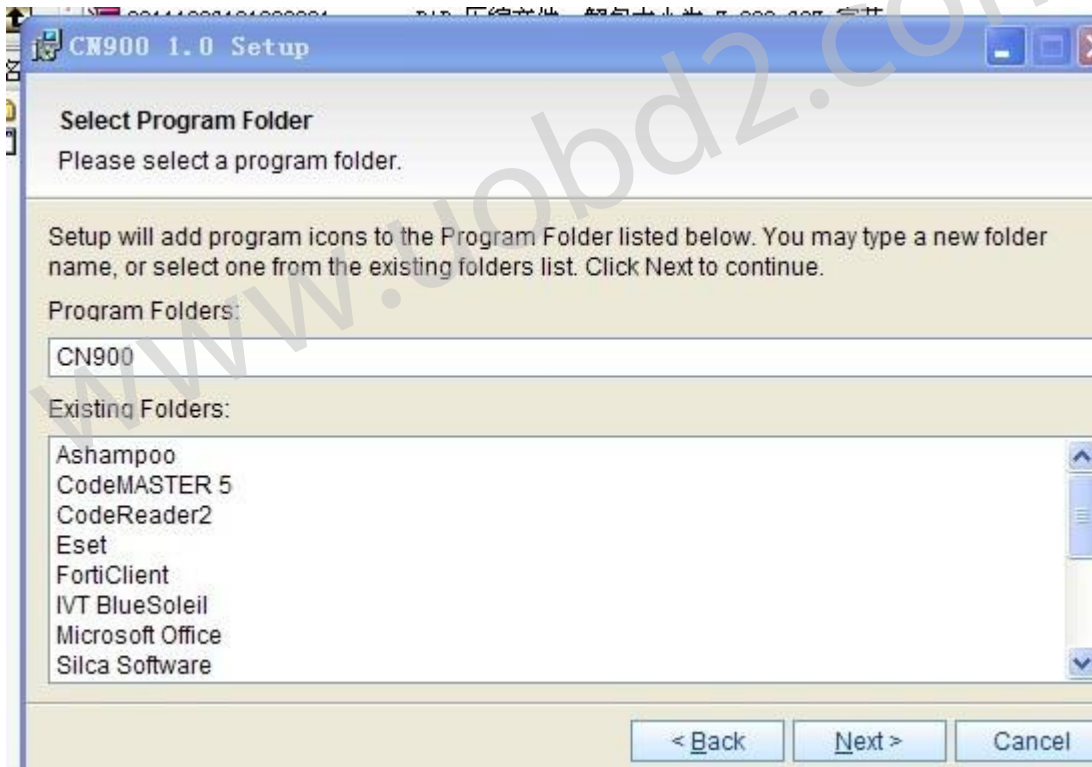 CN900 1.0 Setup
Select Program Folder
Please select a program folder.
Setup will add program icons to the Program Folder listed below. You may type a new folder
name, or select one from the existing folders list. Click Next to continue.
Program Folders:
CN900
Existing Folders:
Ashampoo
CodeMASTER 5
CodeReader2
Eset
FortiClient
IVT BlueSoleil
Microsoft Office
Silca Software
< Back
Next >
Cancel
www.uobd2.com